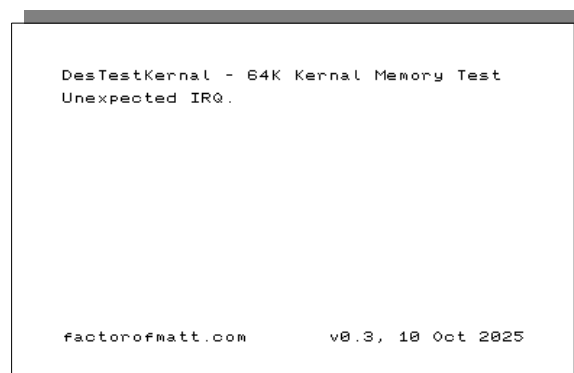 DesTestKernal - 64K Kernal Memory Test
Unexpected IRQ.
factorofmatt.com v0.3, 10 Oct 2025